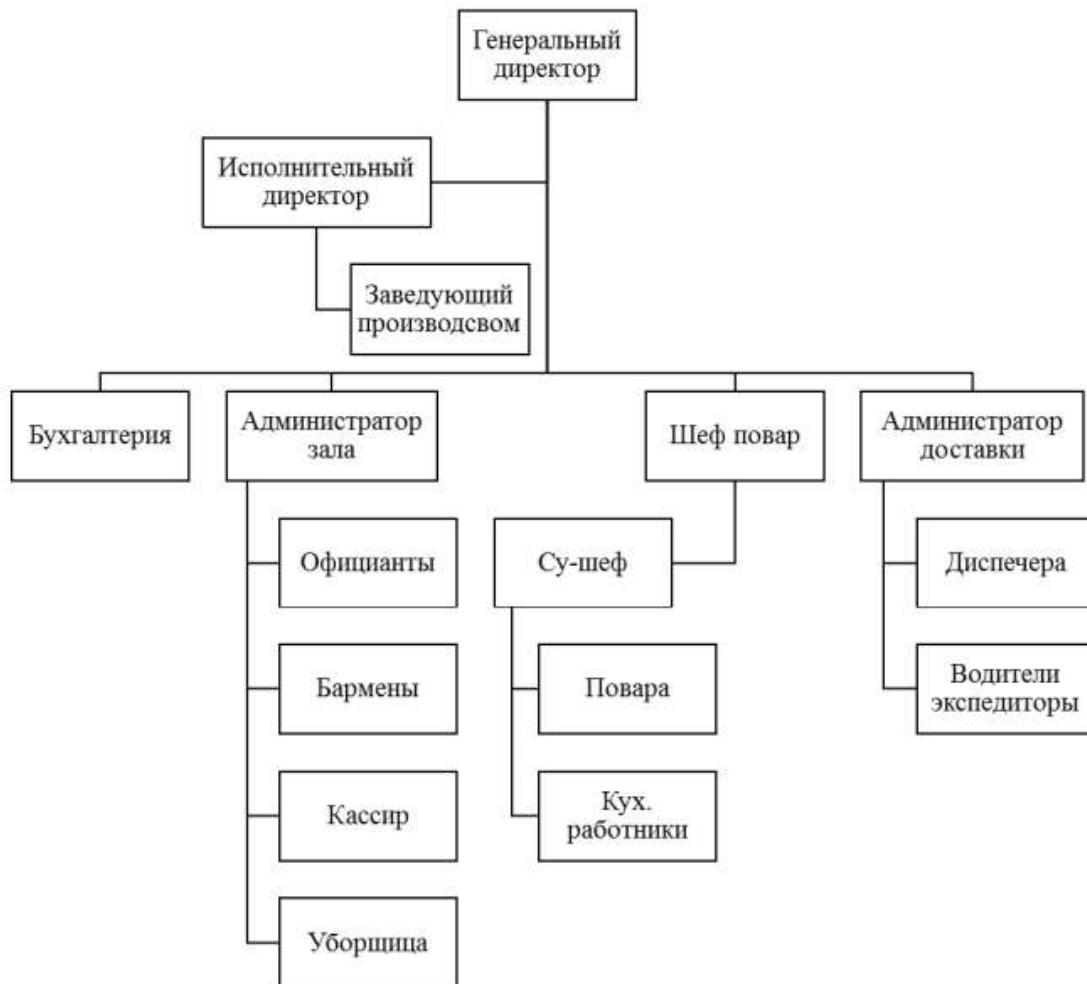 Генеральный
директор
Исполнительный
директор
Заведующий
производсвом
Бухгалтерия
Администратор
зала
Шеф повар
Администратор
доставки
Официанты
Су-шеф
Диспечера
Бармены
Повара
Водители
экспедиторы
Кассир
Кух.
работники
Уборщица